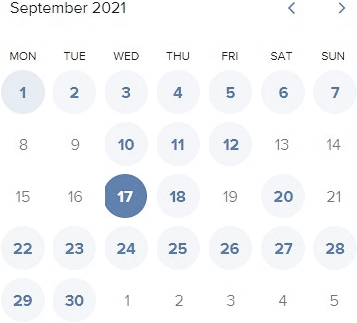 September 2021
MON TUE WED THU FRI SAT SUN
1 2 3 4 5 6 7
8 9 10 11 12 13 14
15 16 17 18 19 20 21
22 23 24 25 26 27 28
29 30 1 2 3 4 5